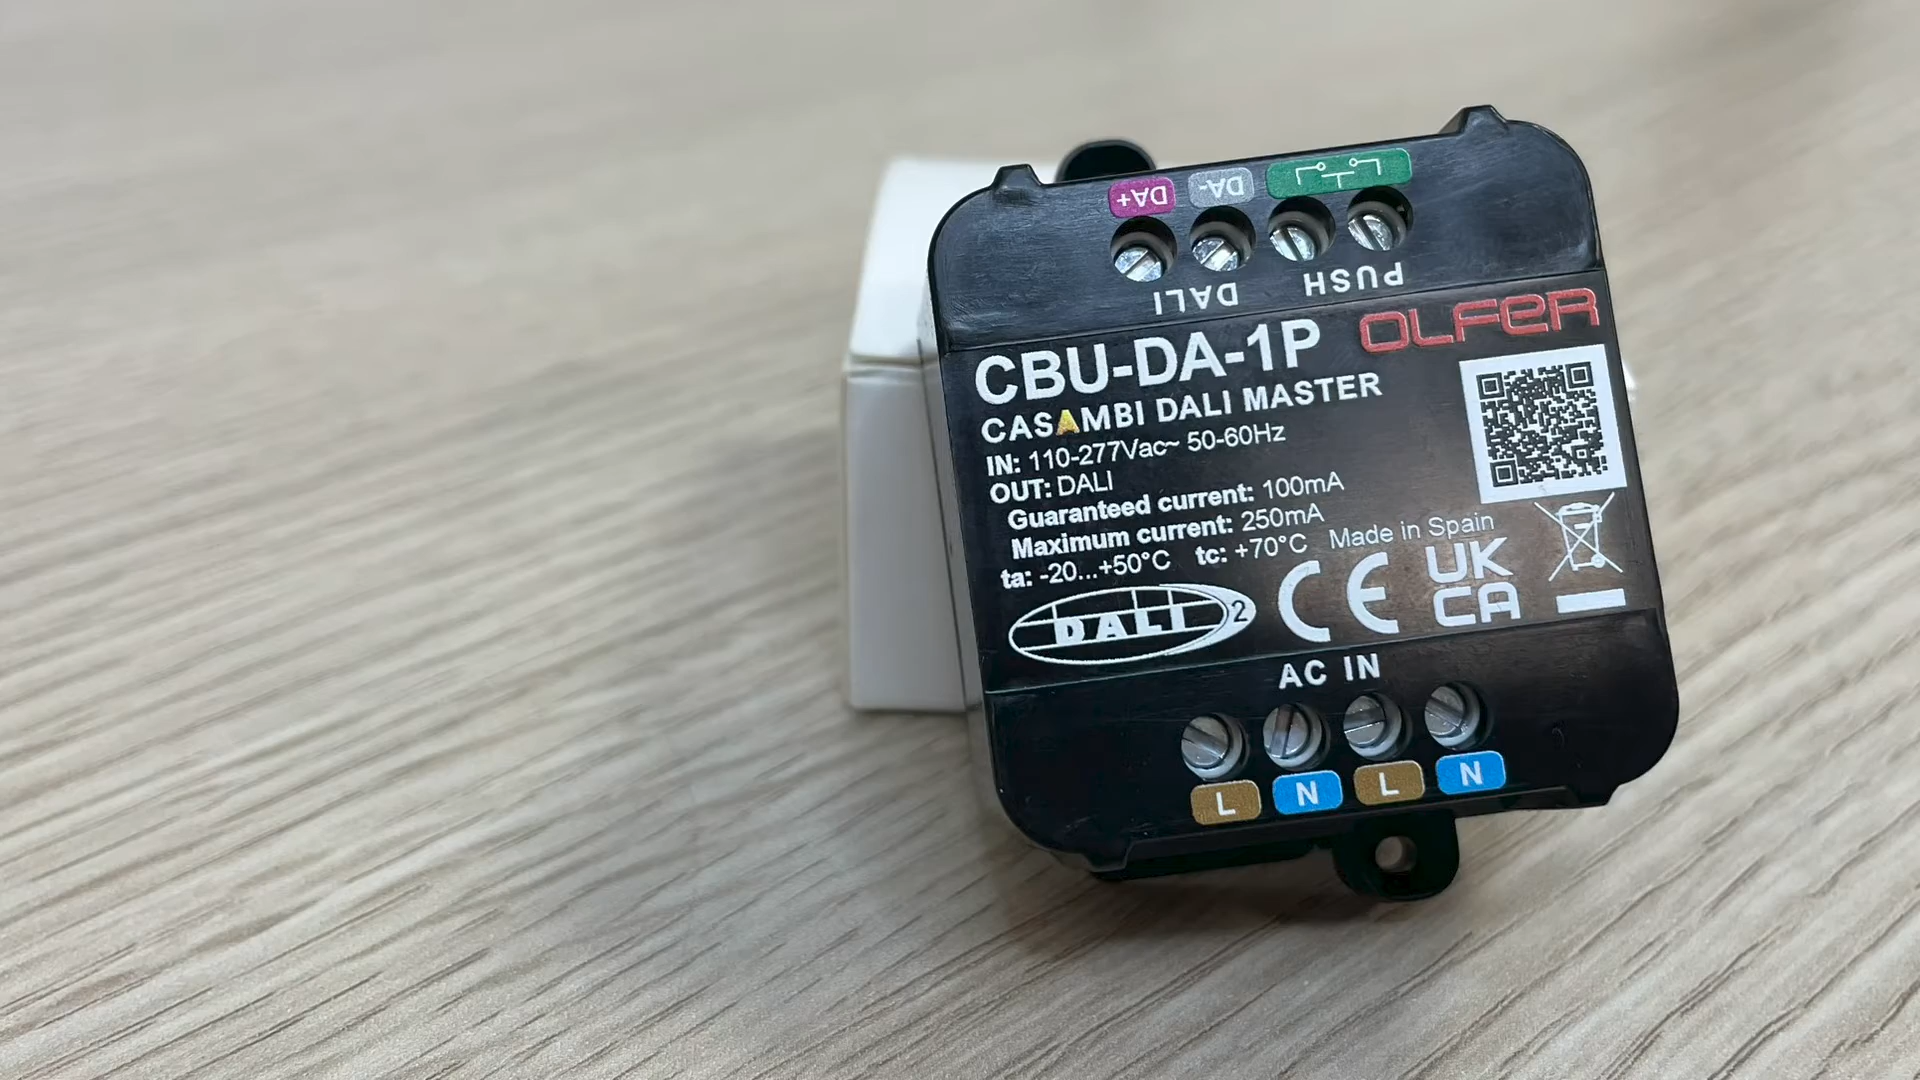 DA+ DA-
DALI PUSH
OLFER
CBU-DA-1P
CASAMBI DALI MASTER
IN: 110-277Vac~ 50-60Hz
OUT: DALI
Guaranteed current: 100mA
Maximum current: 250mA
ta: -20...+50°C tc: +70°C Made in Spain
DALI 2 CE UK CA
AC IN
L N L N